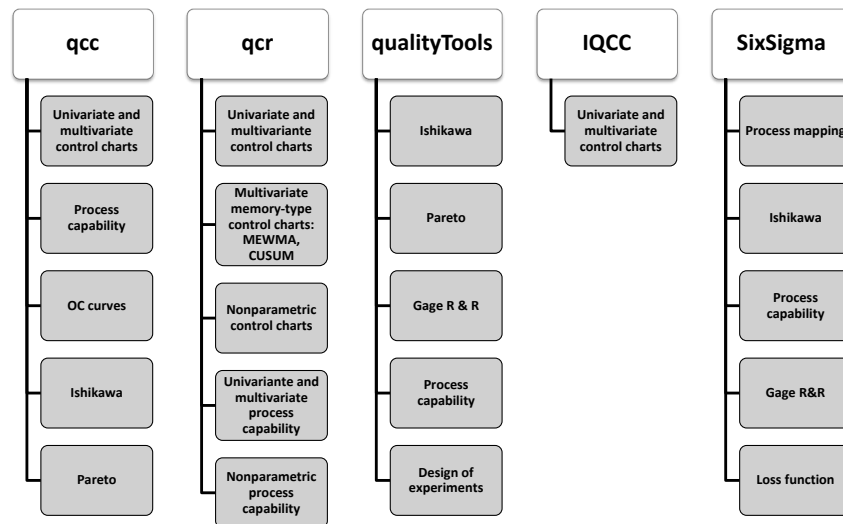 qcc
Univariate and
multivariate
control charts
Process
capability
OC curves
Ishikawa
Pareto
qcr
Univariate and
multivariante
control charts
Multivariate
memory-type
control charts:
MEWMA,
CUSUM
Nonparametric
control charts
Univariante and
multivariate
process
capability
Nonparametric
process
capability
qualityTools
Ishikawa
Pareto
Gage R & R
Process
capability
Design of
experiments
IQCC
Univariate and
multivariate
control charts
SixSigma
Process mapping
Ishikawa
Process
capability
Gage R&R
Loss function